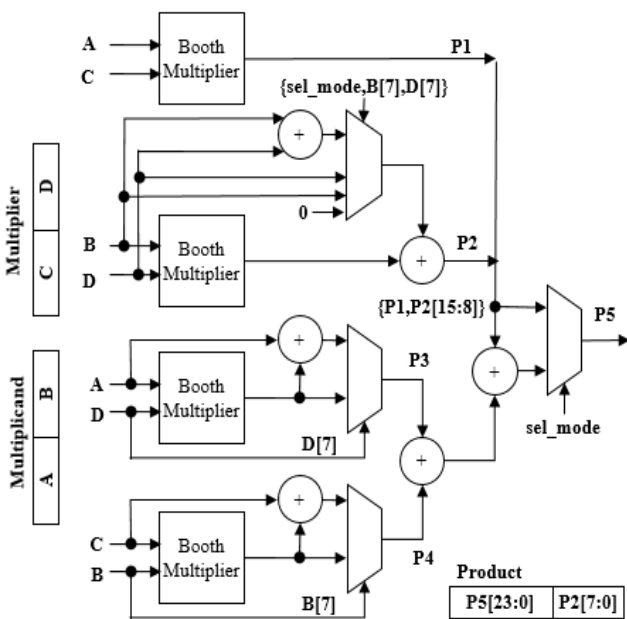 A
C
Booth
Multiplier
P1
{sel_mode,B[7],D[7]}
+
0
Multiplier
D
C
B
D
Booth
Multiplier
+
P2
{P1,P2[15:8]}
P5
+
sel_mode
Multiplicand
B
A
A
D
Booth
Multiplier
+
D[7]
P3
+
C
B
Booth
Multiplier
+
B[7]
P4
Product
P5[23:0] P2[7:0]